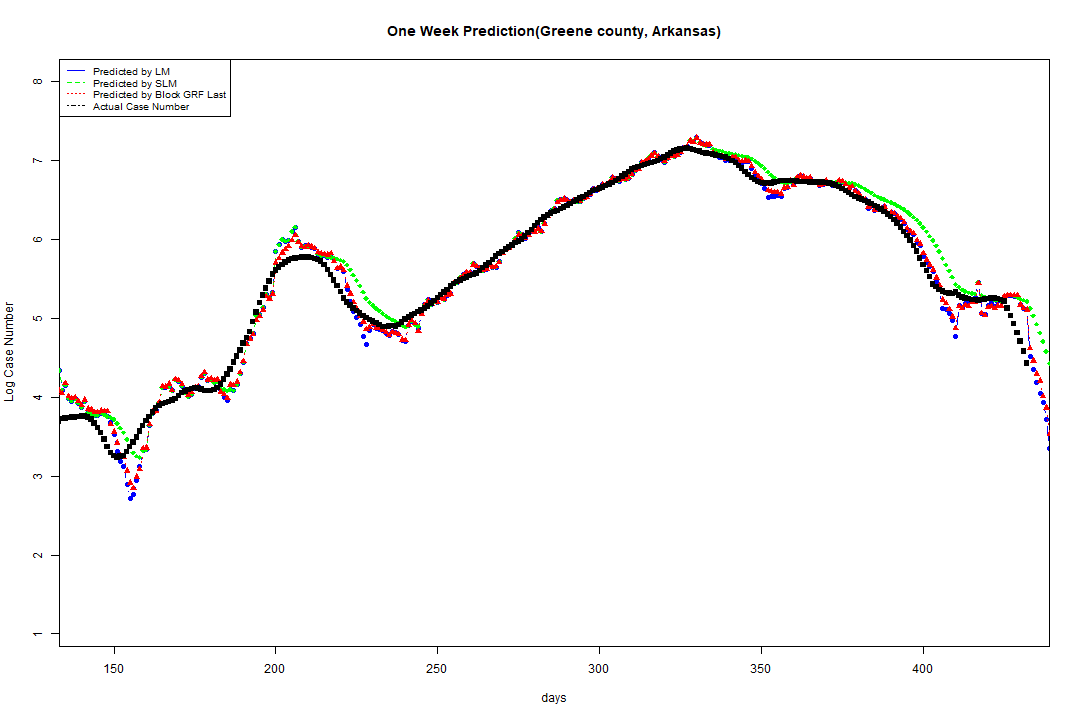 One Week Prediction(Greene county, Arkansas)
Predicted by LM
Predicted by SLM
Predicted by Block GRF Last
Actual Case Number
8
7
6
5
4
3
2
1
Log Case Number
150 200 250 300 350 400
days